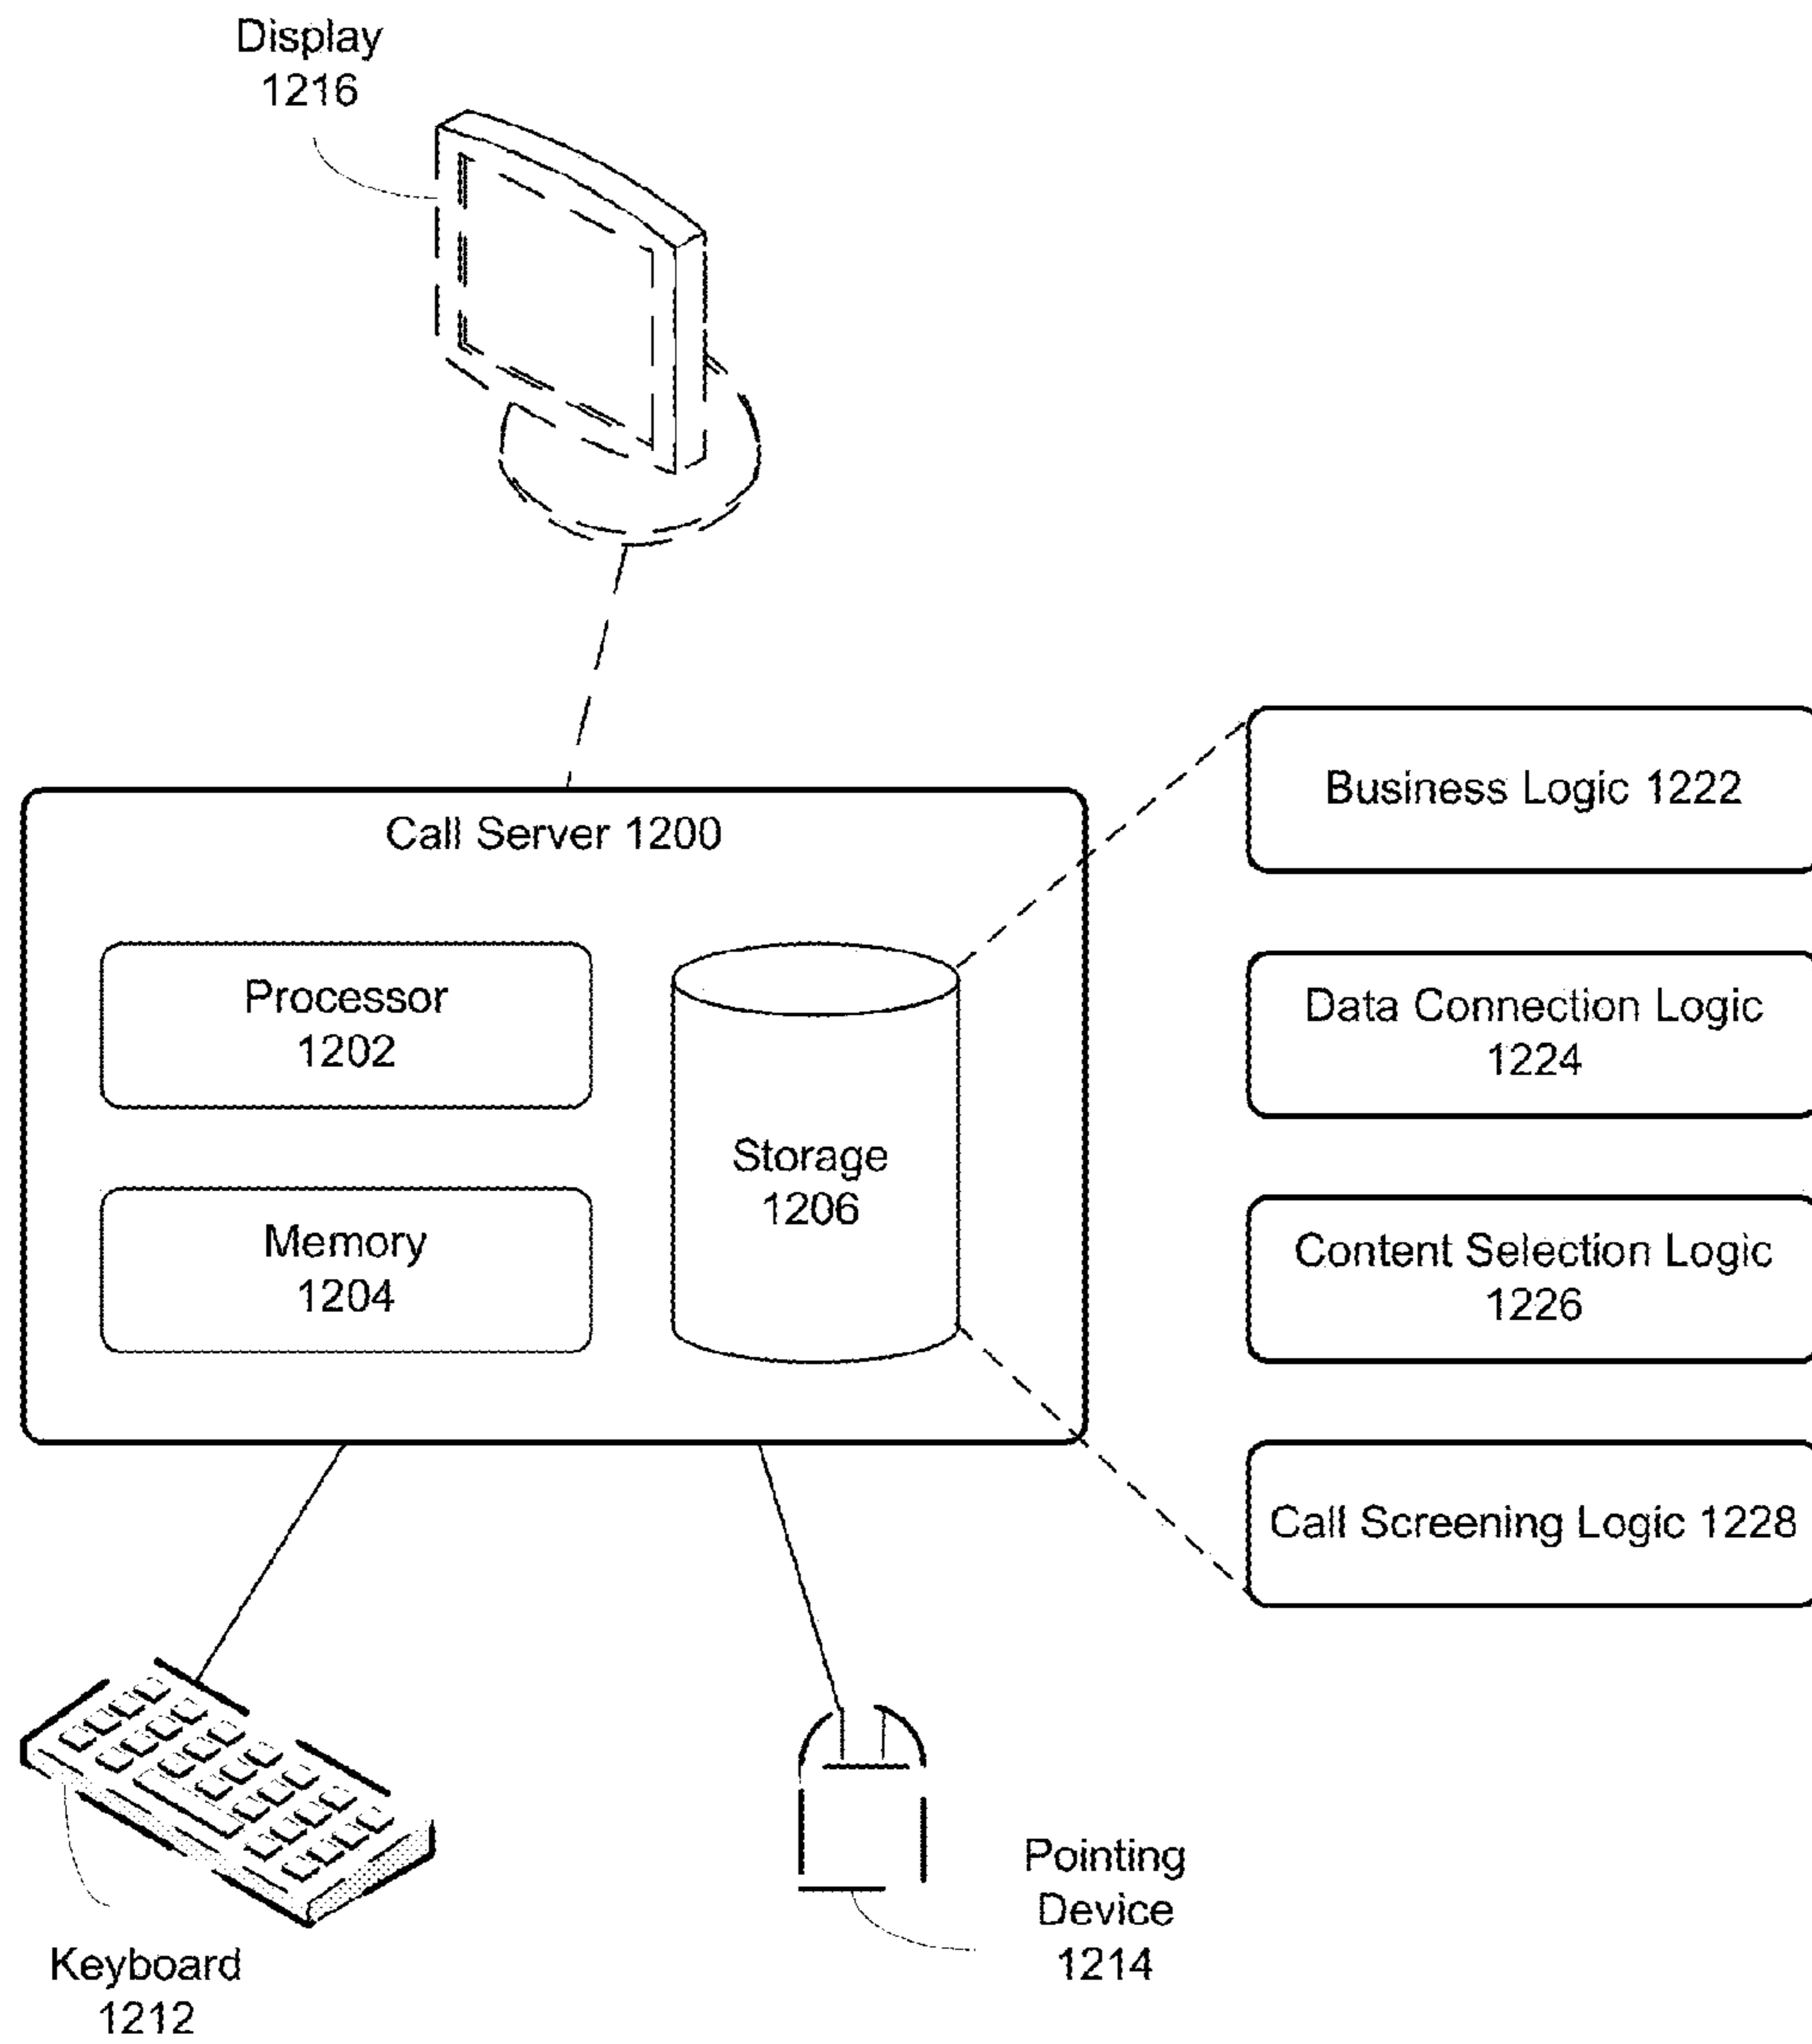 Display
1216
Call Server 1200
Processor
1202
Memory
1204
Storage
1206
Business Logic 1222
Data Connection Logic
1224
Content Selection Logic
1226
Call Screening Logic 1228
Keyboard
1212
Pointing
Device
1214